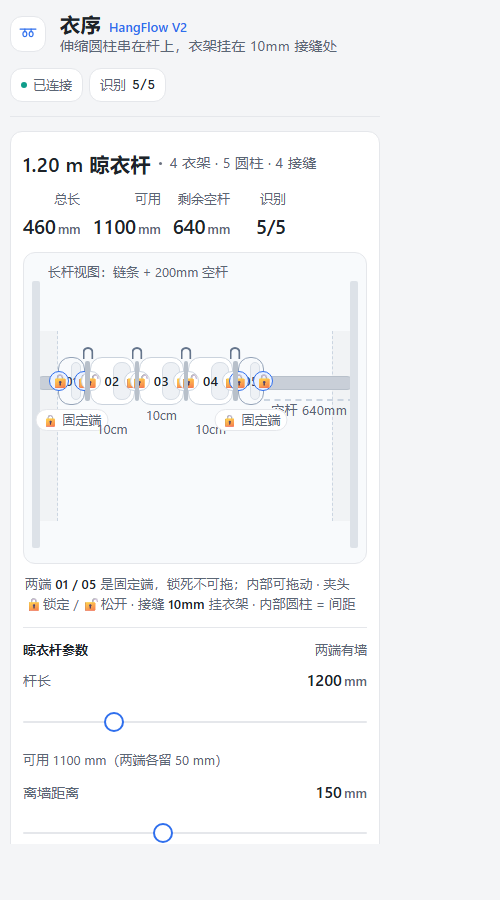 衣序 HangFlow V2
伸缩圆柱串在杆上，衣架挂在 10mm 接缝处
已连接 识别 5/5
1.20 m 晾衣杆 · 4 衣架 · 5 圆柱 · 4 接缝
总长 可用 剩余空杆 识别
460 mm 1100 mm 640 mm 5/5
长杆视图：链条 + 200mm 空杆
02 03 04
空杆 640mm
10cm
固定端 固定端
10cm 10cm
两端 01 / 05 是固定端，锁死不可拖；内部可拖动 · 夹头
🔒锁定 / 🔓松开 · 接缝 10mm 挂衣架 · 内部圆柱 = 间距
晾衣杆参数 两端有墙
杆长 1200 mm
可用 1100 mm（两端各留 50 mm）
离墙距离 150 mm